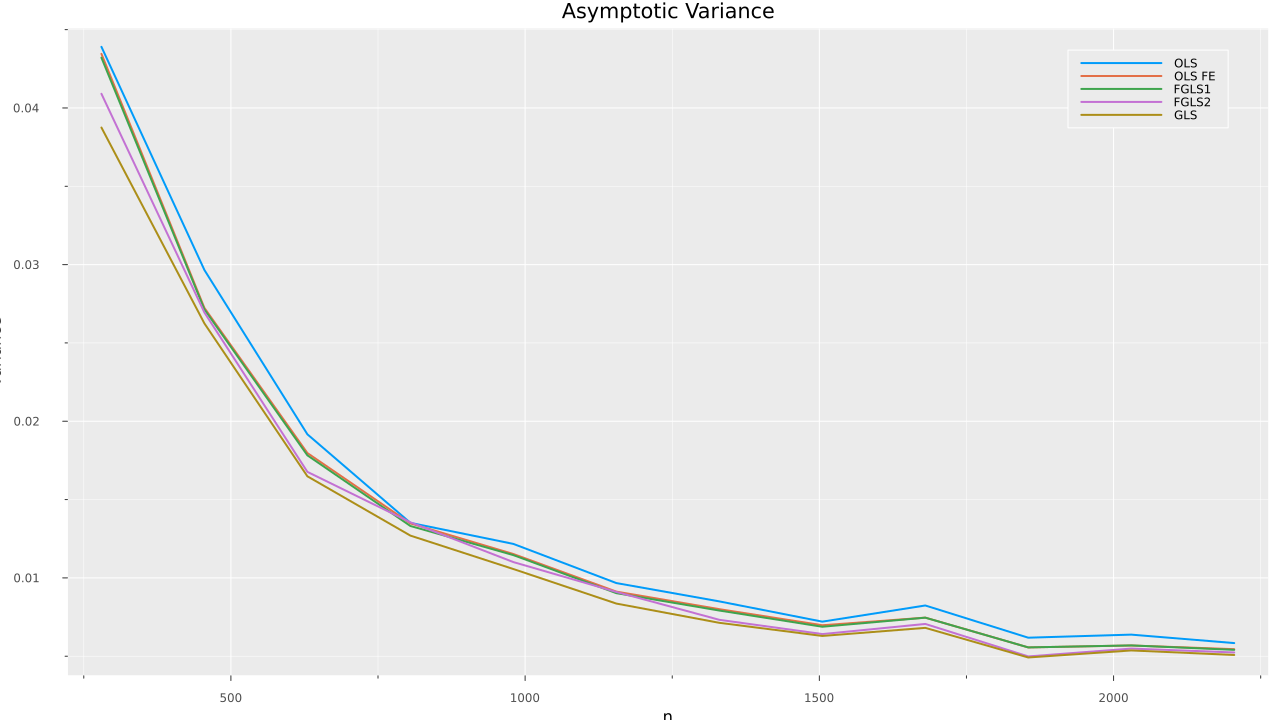 Asymptotic Variance
OLS
OLS FE
FGLS1
FGLS2
GLS
0.04
0.03
0.02
0.01
500
1000
1500
2000
n